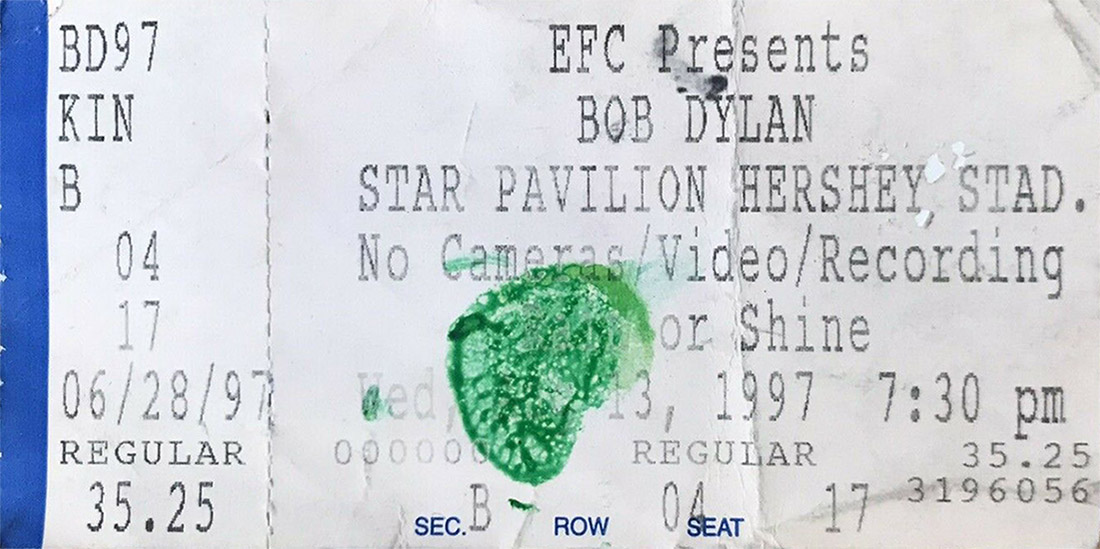 BD97
KIN
B
04
17
06/28/97
REGULAR
35.25
EFC Presents
BOB DYLAN
STAR PAVILION HERSHEY STAD.
No Cameras/Video/Recording
or Shine
Wed, 13, 1997 7:30 pm
000000 REGULAR 35.25
3196056
SEC. B ROW 04 SEAT 17